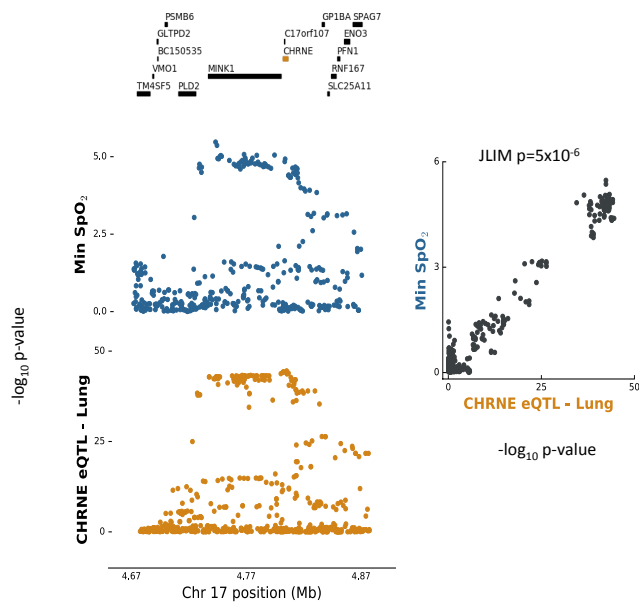 GP1BA SPAG7
PSMB6
GLTPD2 C17orf107 ENO3
BC150535 CHRNE PFN1
VMO1 MINK1 RNF167
TM4SF5 PLD2 SLC25A11
JLIM p=5x10-6
Min SpO2
5.0
2.5
0.0
Min SpO2
6
3
0
0 25 50
CHRNE eQTL - Lung
-log10 p-value
-log10 p-value
CHRNE eQTL - Lung
50
25
0
4.67 4.77 4.87
Chr 17 position (Mb)